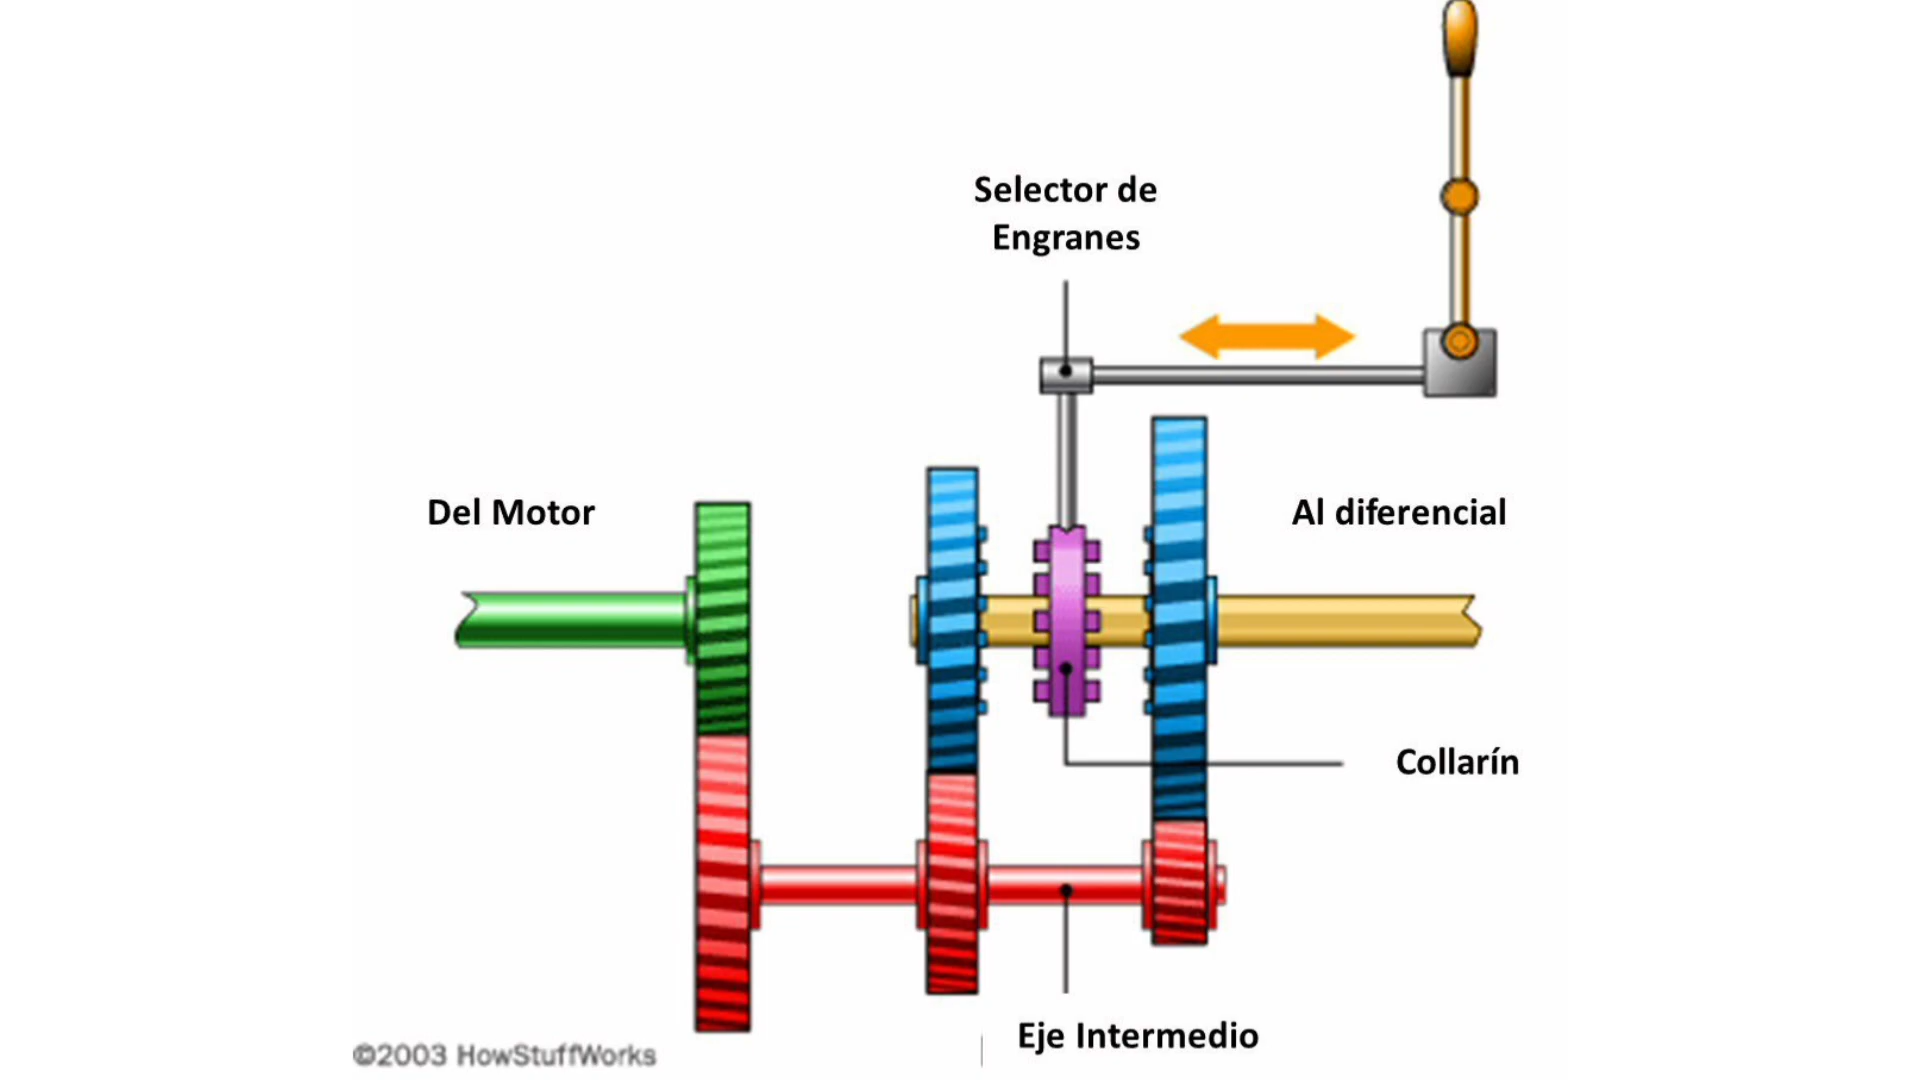 Selector de
Engranes
Del Motor
Al diferencial
Collarín
Eje Intermedio
©2003 HowStuffWorks